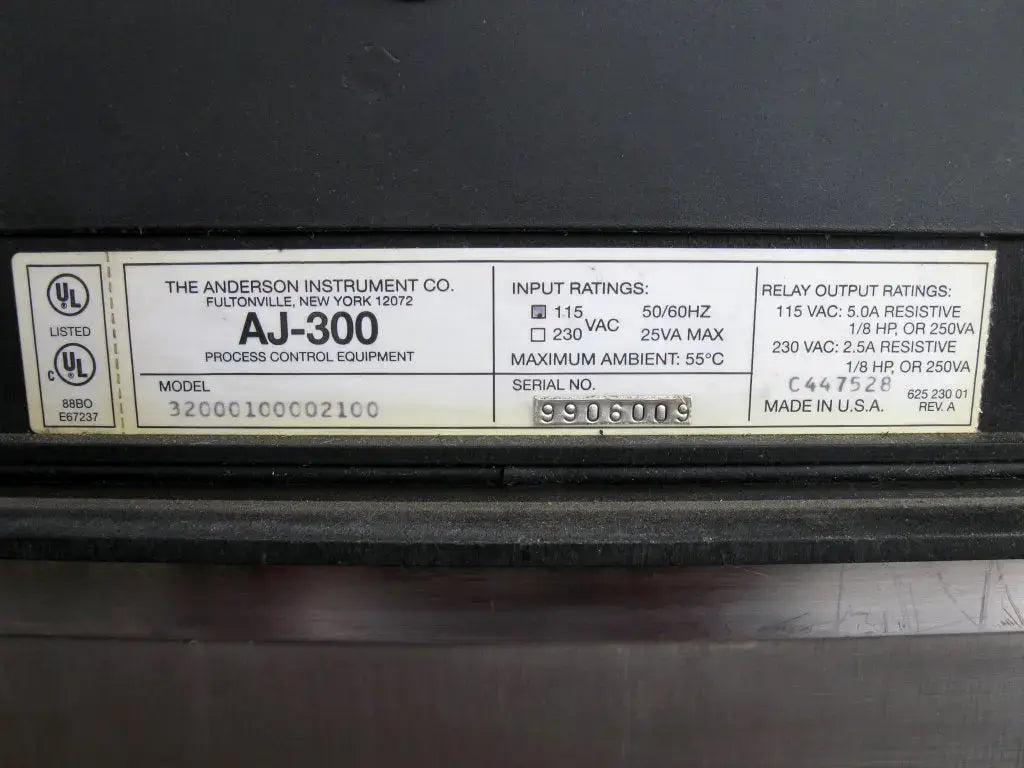 UL
LISTED
c UL
88BO
E67237
THE ANDERSON INSTRUMENT CO.
FULTONVILLE, NEW YORK 12072
AJ-300
PROCESS CONTROL EQUIPMENT
MODEL
32000100002100
INPUT RATINGS:
115 50/60HZ
VAC
230 25VA MAX
MAXIMUM AMBIENT: 55°C
SERIAL NO.
9906009
RELAY OUTPUT RATINGS:
115 VAC: 5.0A RESISTIVE
1/8 HP, OR 250VA
230 VAC: 2.5A RESISTIVE
1/8 HP, OR 250VA
C447528
MADE IN U.S.A.
625 230 01
REV. A